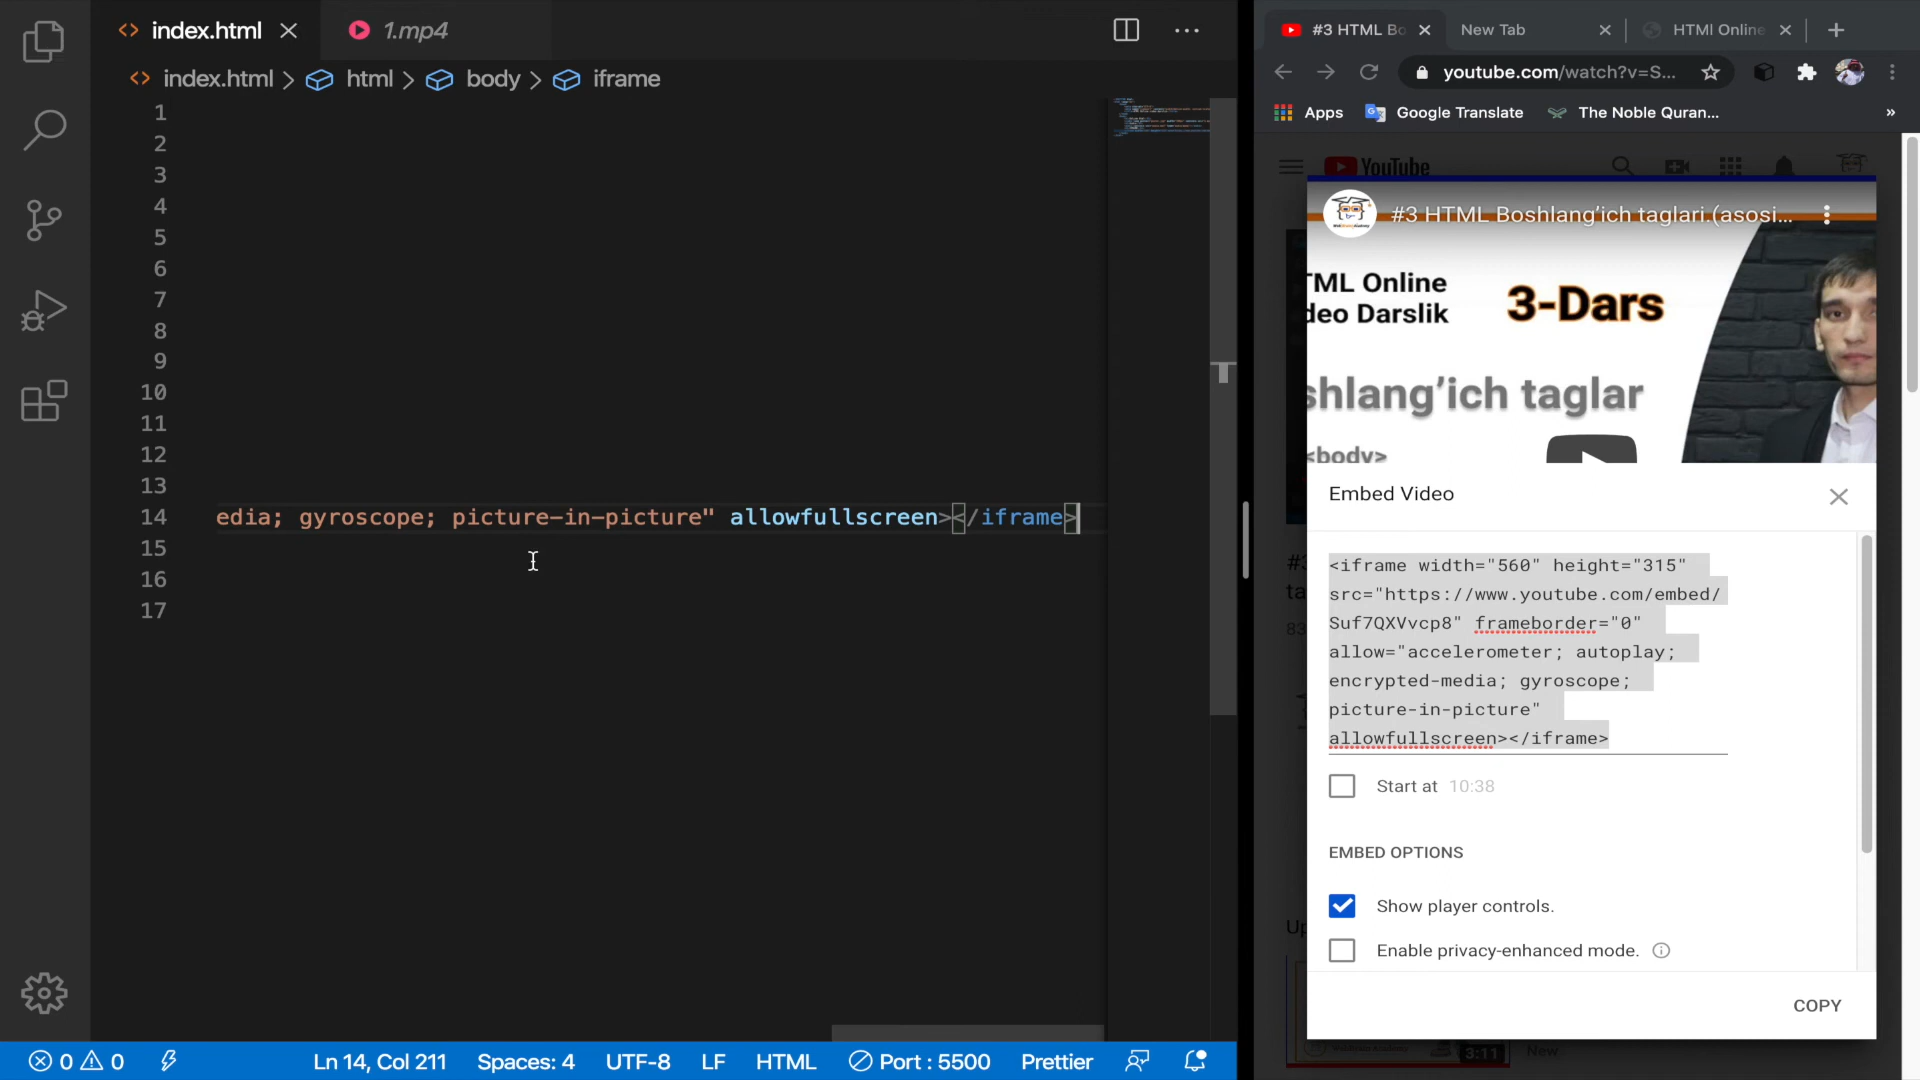 index.html
1.mp4
index.html > html > body > iframe
1
2
3
4
5
6
7
8
9
10
11
12
13
14 edia; gyroscope; picture-in-picture" allowfullscreen></iframe>
15
16
17
0 0
Ln 14, Col 211
Spaces: 4
UTF-8
LF
HTML
Port : 5500
Prettier
#3 HTML Bo
New Tab
HTMl Online
youtube.com/watch?v=S...
Apps
Google Translate
The Noble Quran...
»
YouTube
#3 HTML Boshlang’ich taglari.(asosi...
TML Online
deo Darslik
3-Dars
shlang’ich taglar
<body>
Embed Video
<iframe width="560" height="315"
src="https://www.youtube.com/embed/
Suf7QXVvcp8" frameborder="0"
allow="accelerometer; autoplay;
encrypted-media; gyroscope;
picture-in-picture"
allowfullscreen></iframe>
Start at 10:38
EMBED OPTIONS
Show player controls.
Enable privacy-enhanced mode.
COPY
3:11
New